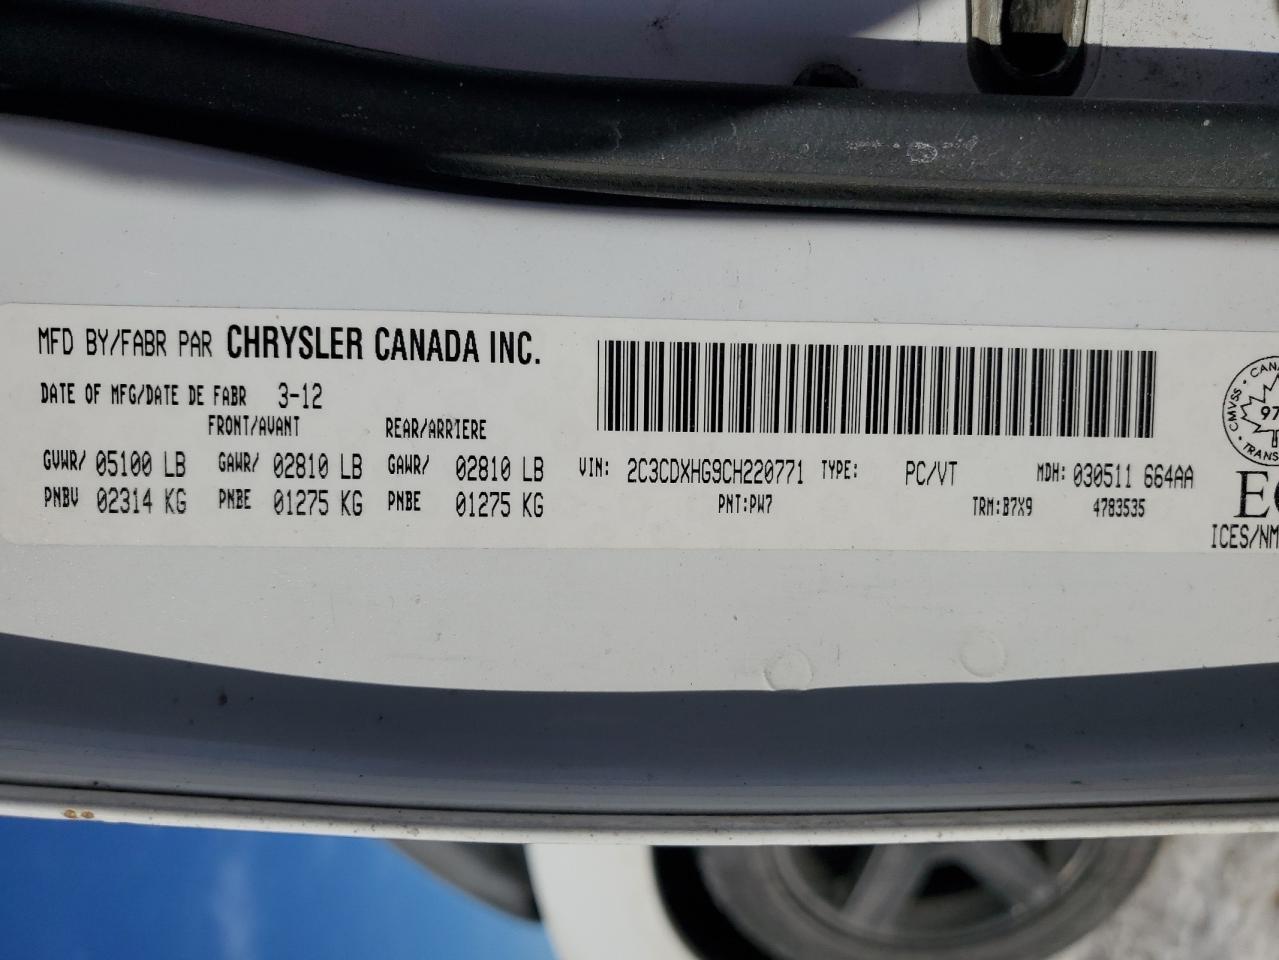 MFD BY/FABR PAR CHRYSLER CANADA INC.
DATE OF MFG/DATE DE FABR 3-12
FRONT/AVANT REAR/ARRIERE
GVWR/ 05100 LB GAWR/ 02810 LB GAWR/ 02810 LB VIN: 2C3CDXHG9CH220771 TYPE: PC/VT MDH: 030511 664AA
PNBV 02314 KG PNBE 01275 KG PNBE 01275 KG PNT:PW7 TRM:B7X9 4783535
CMVSS
97
ICES/NM